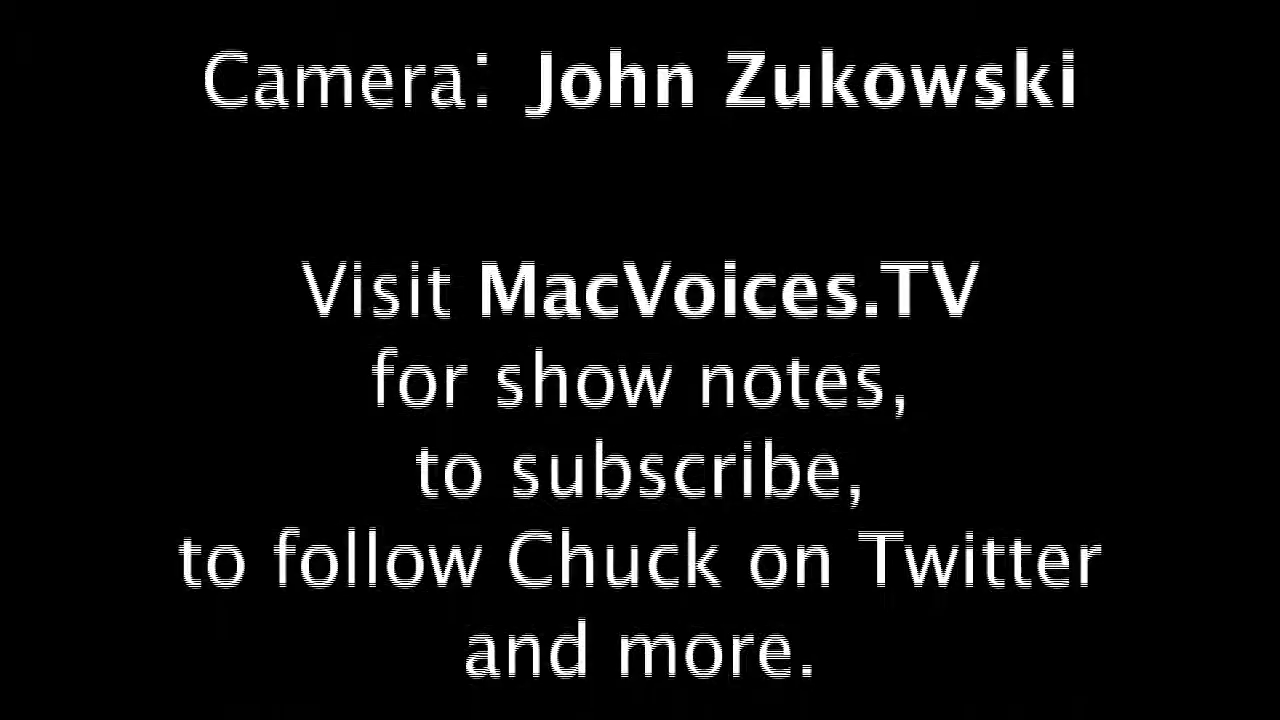 Camera: John Zukowski
Visit MacVoices.TV
for show notes,
to subscribe,
to follow Chuck on Twitter
and more.